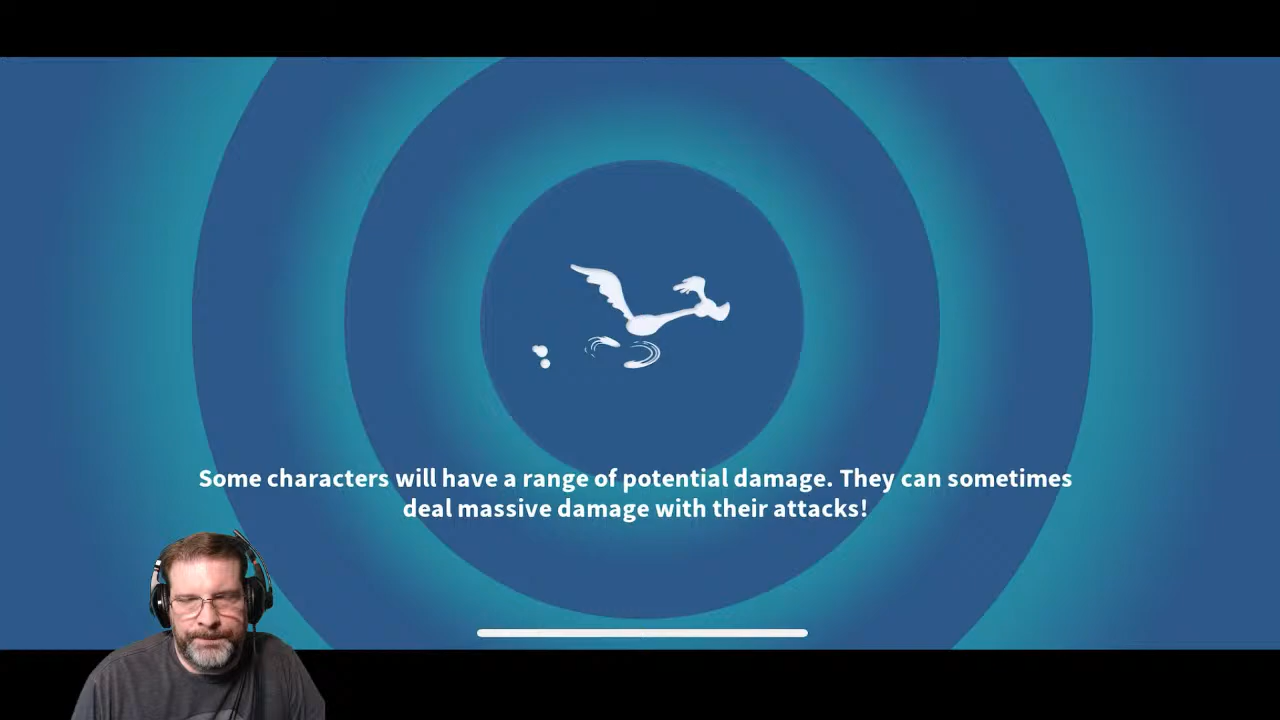 Some characters will have a range of potential damage. They can sometimes
deal massive damage with their attacks!